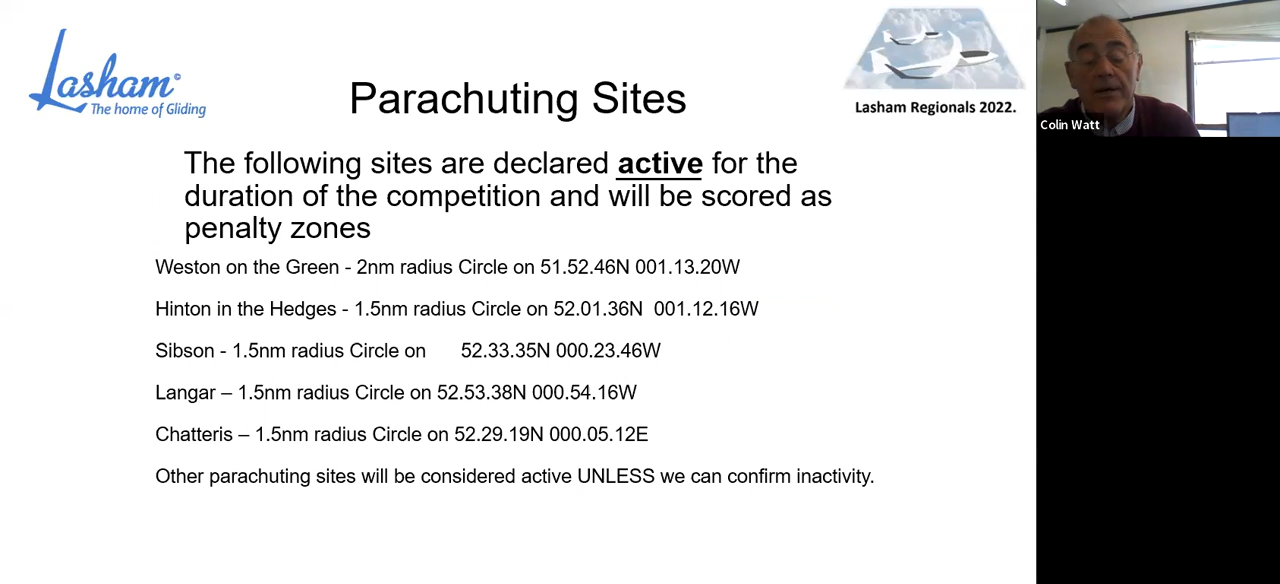 Lasham©
The home of Gliding
Parachuting Sites
Lasham Regionals 2022.
Colin Watt
The following sites are declared active for the
duration of the competition and will be scored as
penalty zones
Weston on the Green - 2nm radius Circle on 51.52.46N 001.13.20W
Hinton in the Hedges - 1.5nm radius Circle on 52.01.36N 001.12.16W
Sibson - 1.5nm radius Circle on 52.33.35N 000.23.46W
Langar – 1.5nm radius Circle on 52.53.38N 000.54.16W
Chatteris – 1.5nm radius Circle on 52.29.19N 000.05.12E
Other parachuting sites will be considered active UNLESS we can confirm inactivity.